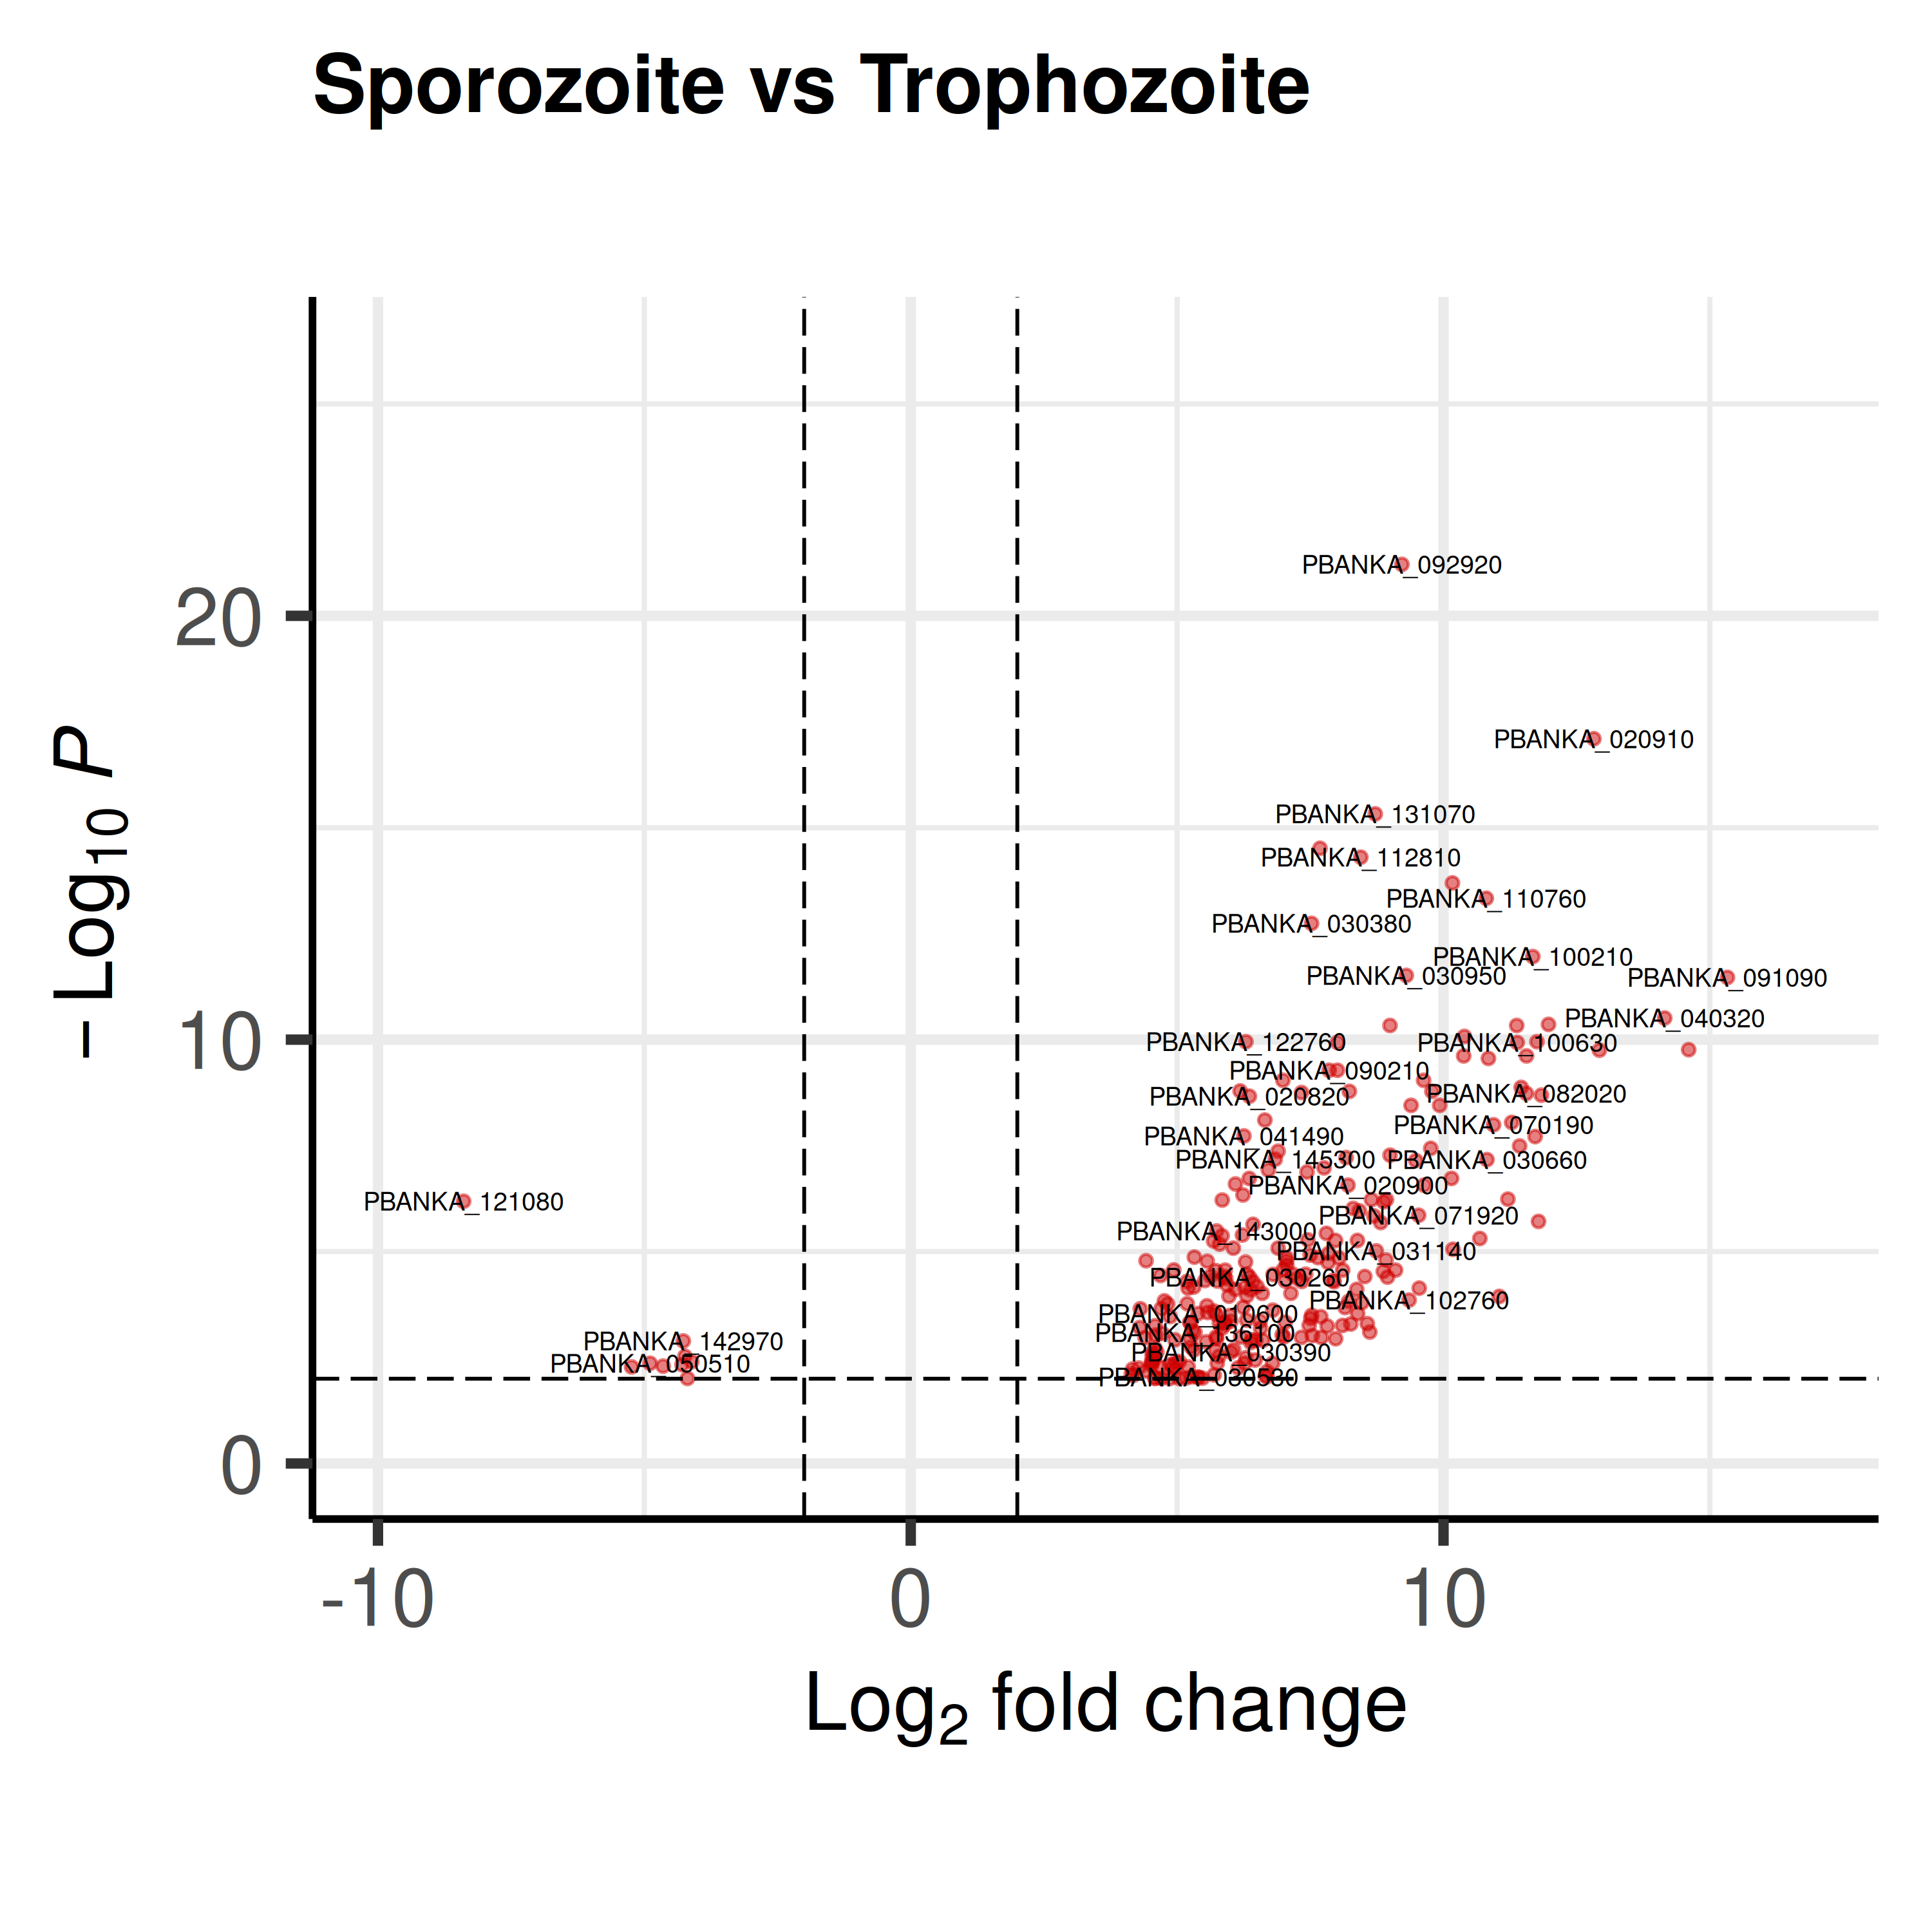 Sporozoite vs Trophozoite
− Log10 P
20
10
0
PBANKA_092920
PBANKA_020910
PBANKA_131070
PBANKA_112810
PBANKA_110760
PBANKA_030380
PBANKA_100210
PBANKA_030950
PBANKA_091090
PBANKA_040320
PBANKA_122760
PBANKA_100630
PBANKA_090210
PBANKA_020820
PBANKA_082020
PBANKA_070190
PBANKA_041490
PBANKA_145300
PBANKA_030660
PBANKA_020900
PBANKA_121080
PBANKA_071920
PBANKA_143000
PBANKA_031140
PBANKA_030260
PBANKA_102760
PBANKA_010600
PBANKA_136100
PBANKA_142970
PBANKA_030390
PBANKA_050510
PBANKA_030530
-10
0
10
Log2 fold change